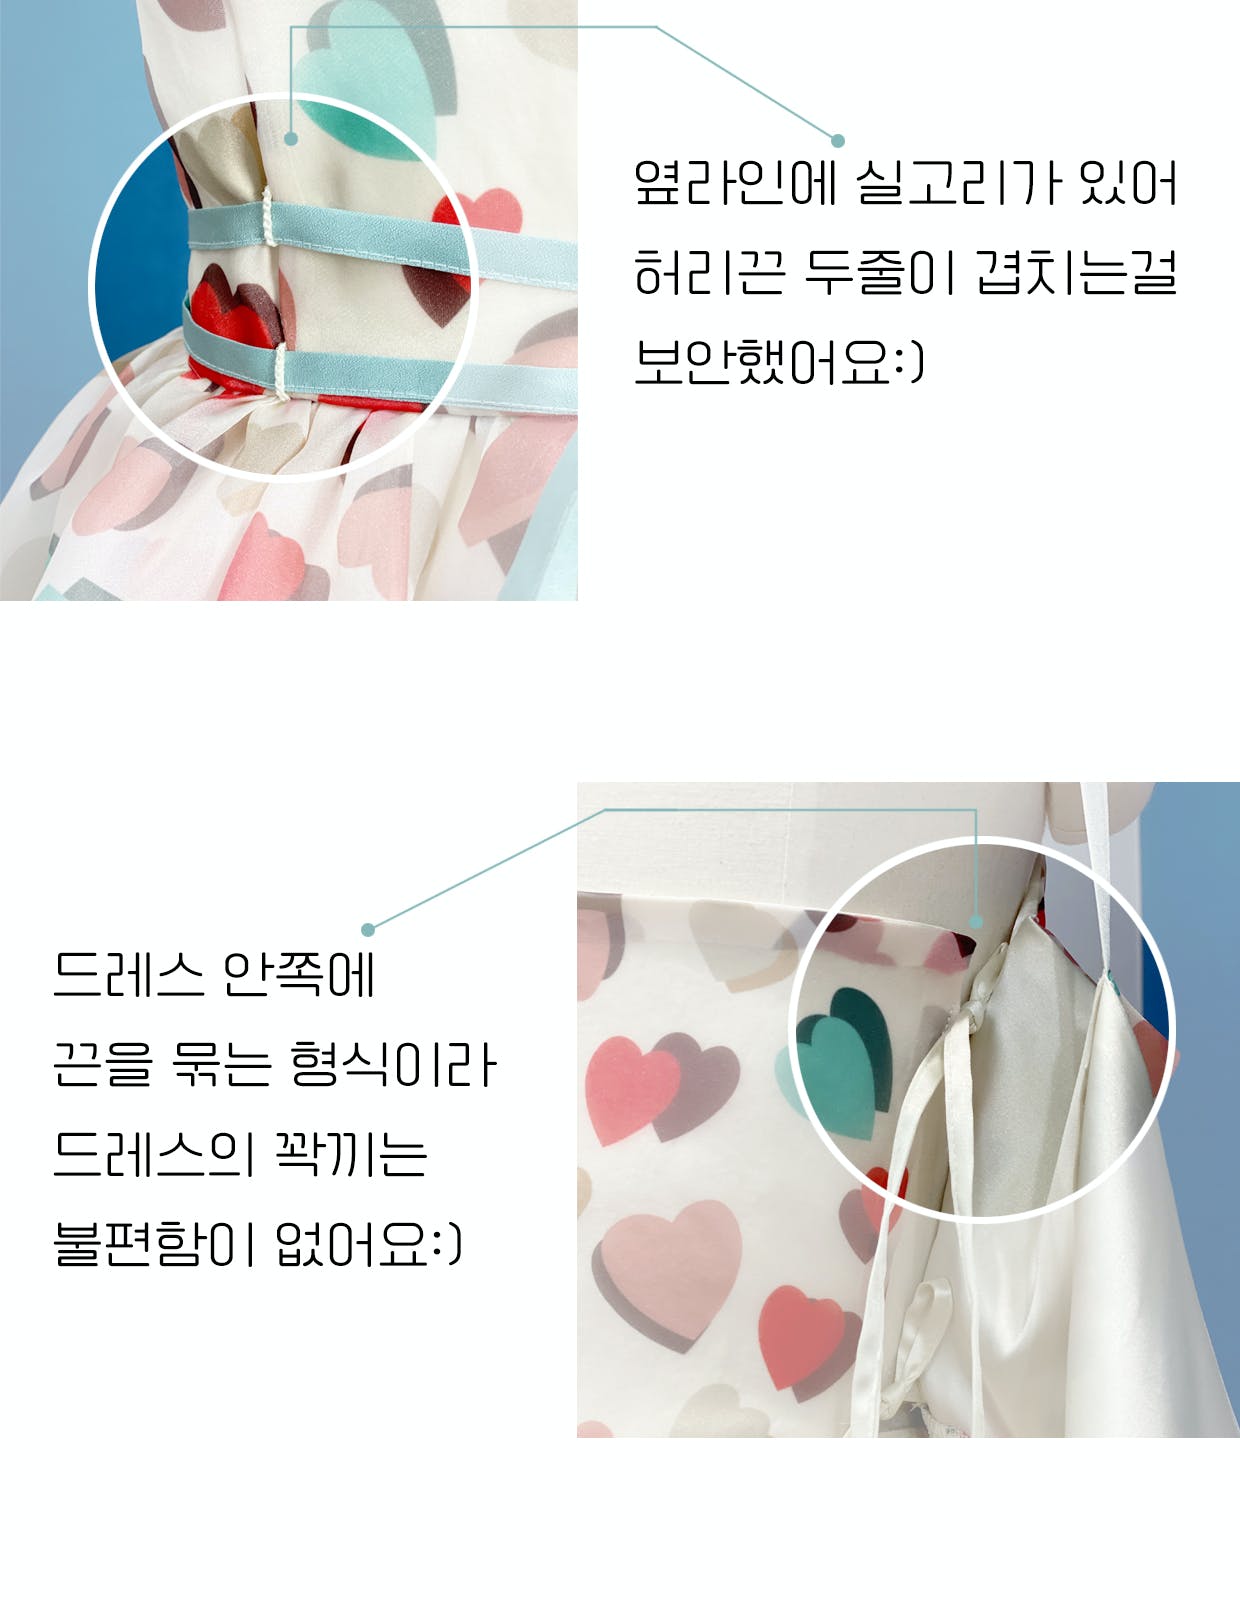 옆라인에 실고리가 있어
허리끈 두줄이 겹치는걸
보안했어요:)
드레스 안쪽에
끈을 묶는 형식이라
드레스의 꽉끼는
불편함이 없어요:)